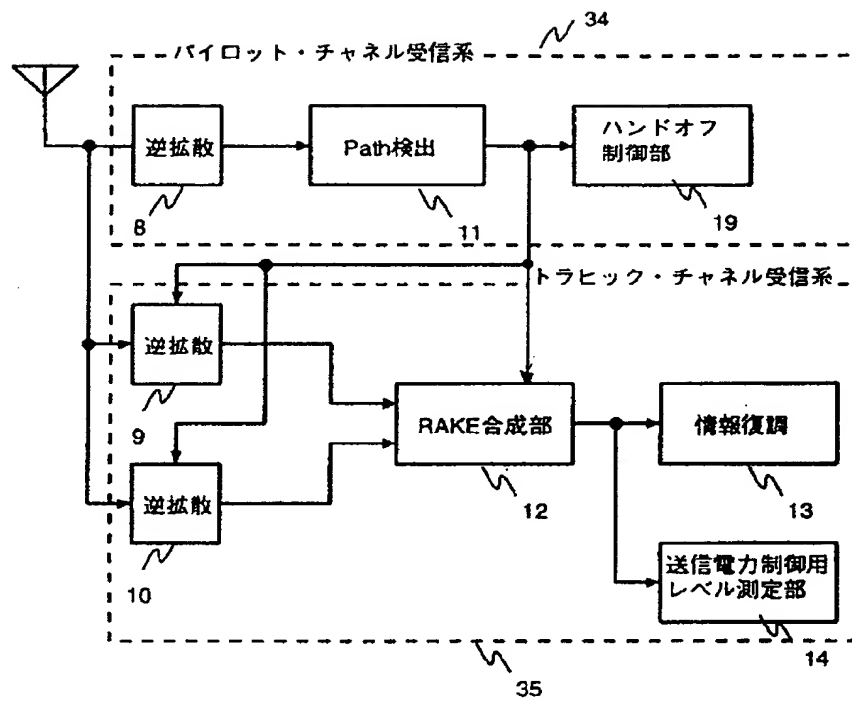 34
パイロット・チャネル受信系
逆拡散
8
Path検出
11
ハンドオフ
制御部
19
トラヒック・チャネル受信系
逆拡散
9
逆拡散
10
RAKE合成部
12
情報復調
13
送信電力制御用
レベル測定部
14
35